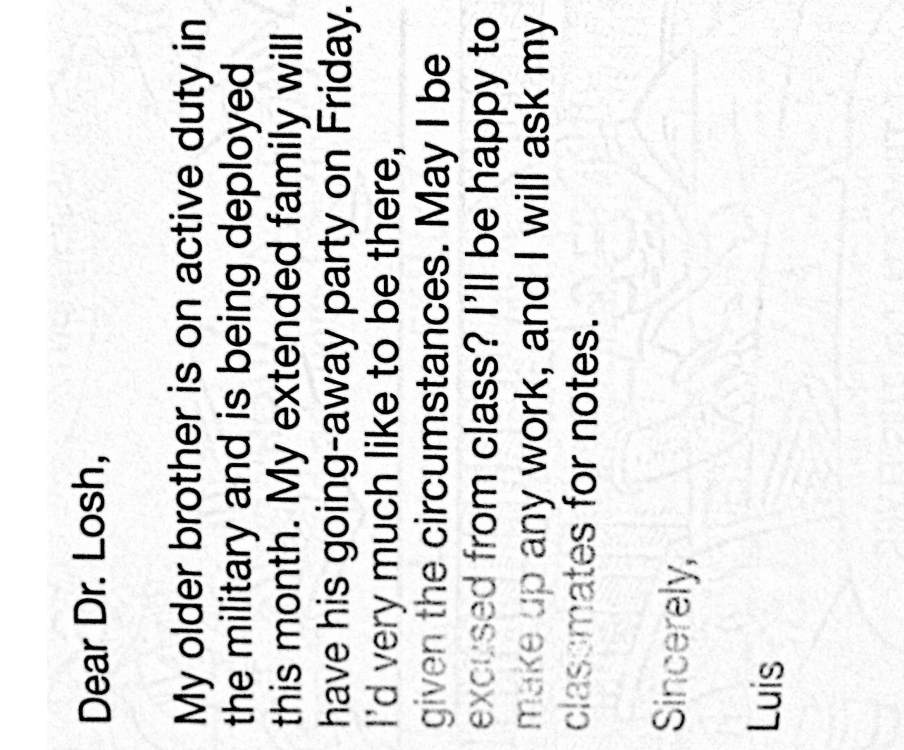 Dear Dr. Losh,
My older brother is on active duty in
the military and is being deployed
this month. My extended family will
have his going-away party on Friday.
I'd very much like to be there,
given the circumstances. May I be
excused from class? I'll be happy to
make up any work, and I will ask my
classmates for notes.
Sincerely,
Luis